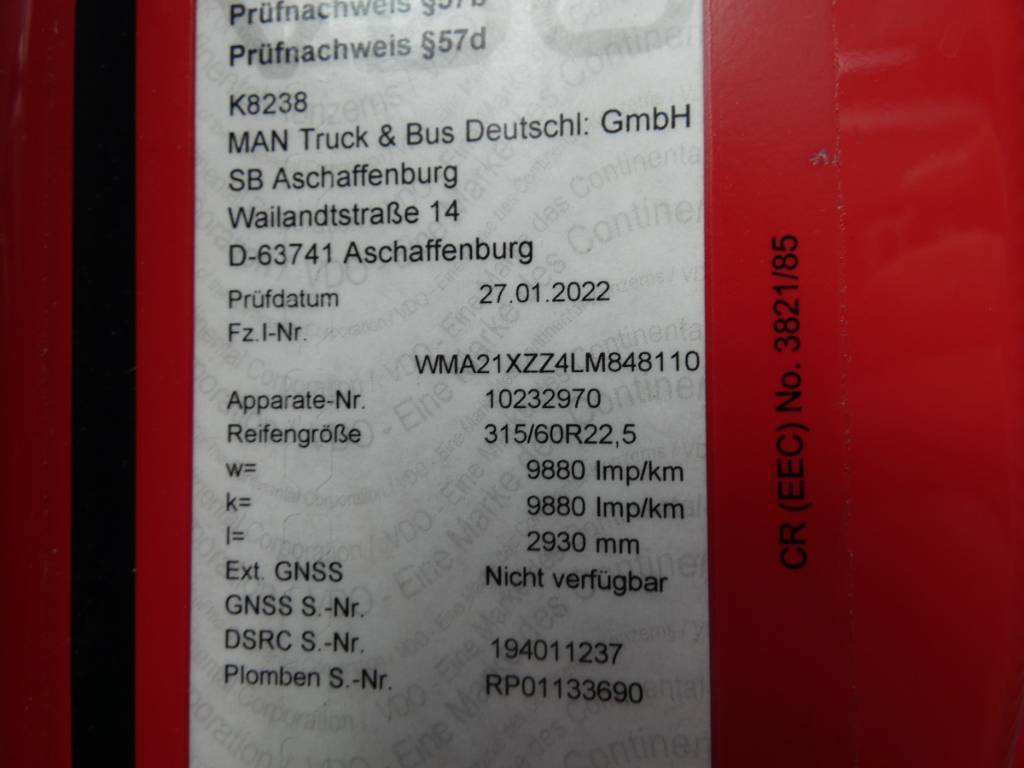 Prüfnachweis §57b
Prüfnachweis §57d
K8238
MAN Truck & Bus Deutschl: GmbH
SB Aschaffenburg
Wailandtstraße 14
D-63741 Aschaffenburg
Prüfdatum 27.01.2022
Fz.I-Nr.
WMA21XZZ4LM848110
Apparate-Nr. 10232970
Reifengröße 315/60R22,5
w= 9880 Imp/km
k= 9880 Imp/km
l= 2930 mm
Ext. GNSS Nicht verfügbar
GNSS S.-Nr.
DSRC S.-Nr. 194011237
Plomben S.-Nr. RP01133690
CR (EEC) No. 3821/85